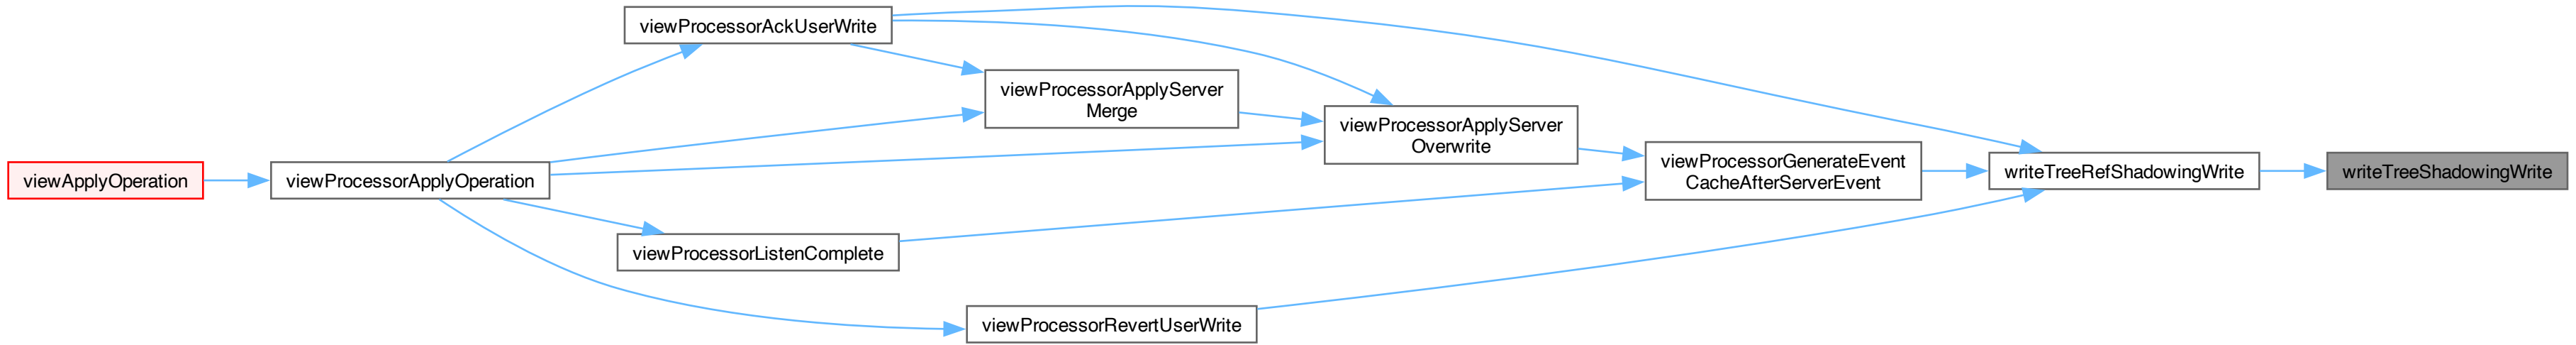 viewProcessorAckUserWrite
viewProcessorApplyServer
Merge
viewProcessorApplyServer
Overwrite
viewProcessorGenerateEvent
CacheAfterServerEvent
writeTreeRefShadowingWrite
writeTreeShadowingWrite
viewApplyOperation
viewProcessorApplyOperation
viewProcessorListenComplete
viewProcessorRevertUserWrite